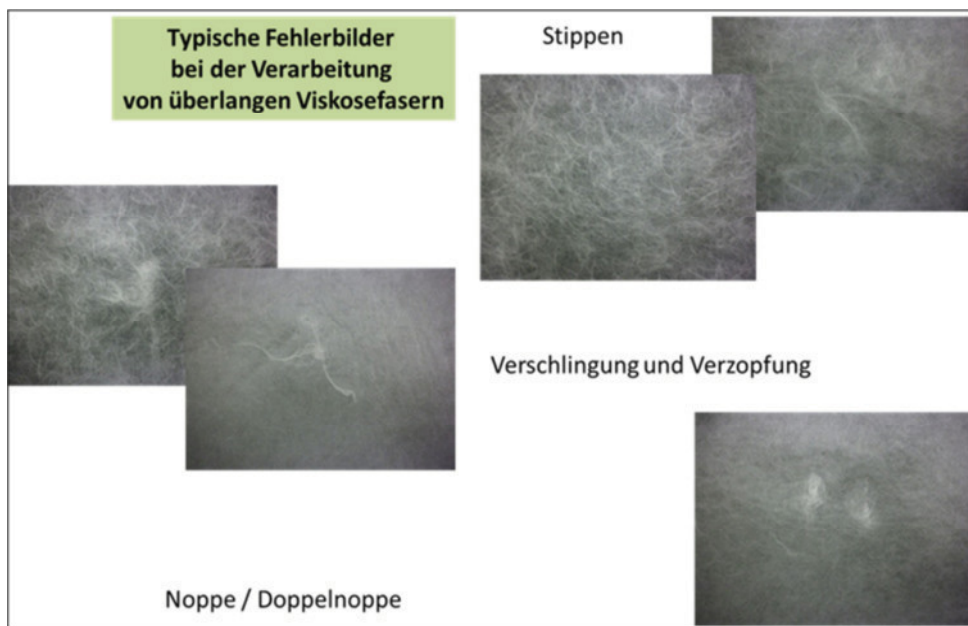 Typische Fehlerbilder
bei der Verarbeitung
von überlangen Viskosefasern
Stippen
Verschlingung und Verzopfung
Noppe / Doppelnoppe